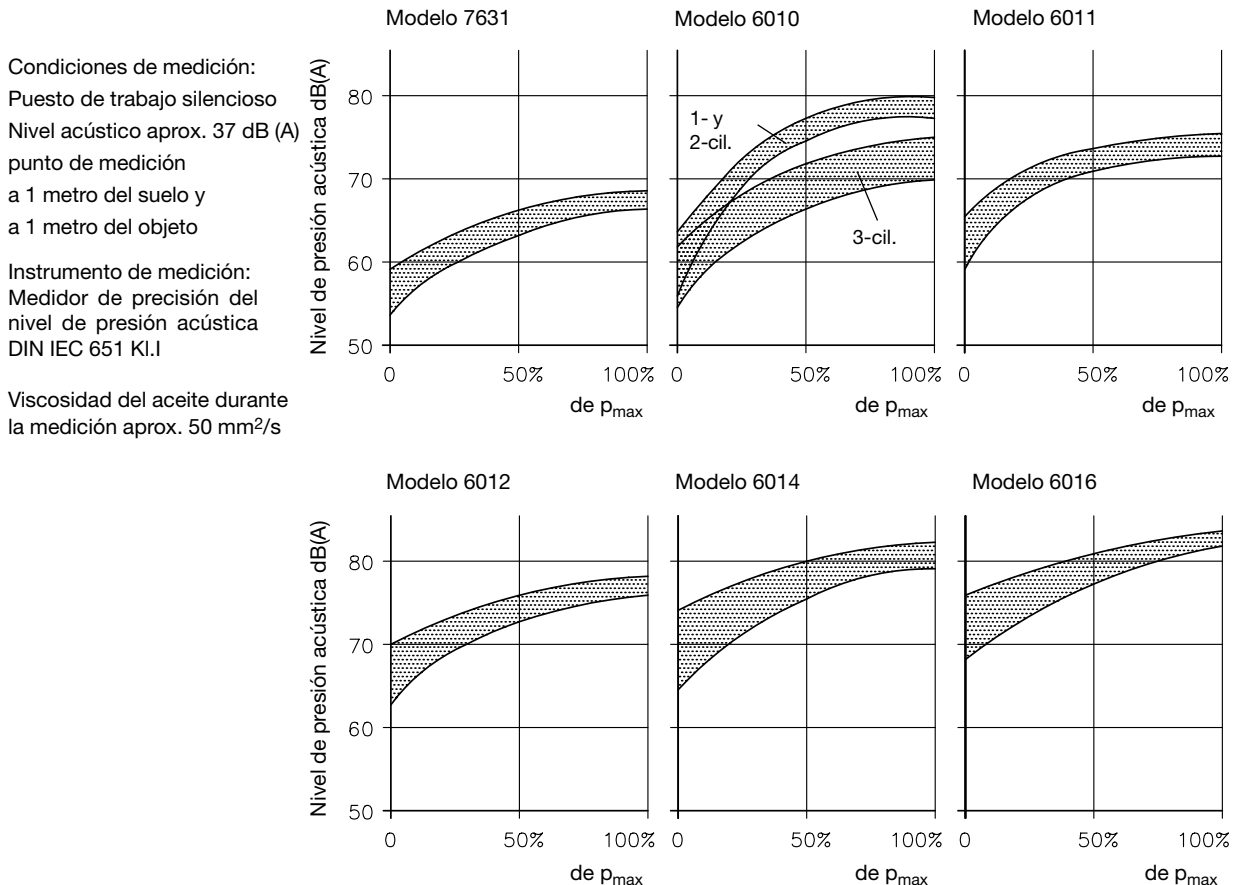 Condiciones de medición:
Puesto de trabajo silencioso
Nivel acústico aprox. 37 dB (A)
punto de medición
a 1 metro del suelo y
a 1 metro del objeto
Instrumento de medición:
Medidor de precisión del
nivel de presión acústica
DIN IEC 651 Kl.I
Viscosidad del aceite durante
la medición aprox. 50 mm²/s
Modelo 7631
Nivel de presión acústica dB(A)
80
70
60
50
0 50% 100%
de pmax
Modelo 6010
1- y
2-cil.
3-cil.
0 50% 100%
de pmax
Modelo 6011
0 50% 100%
de pmax
Modelo 6012
Nivel de presión acústica dB(A)
80
70
60
50
0 50% 100%
de pmax
Modelo 6014
0 50% 100%
de pmax
Modelo 6016
0 50% 100%
de pmax